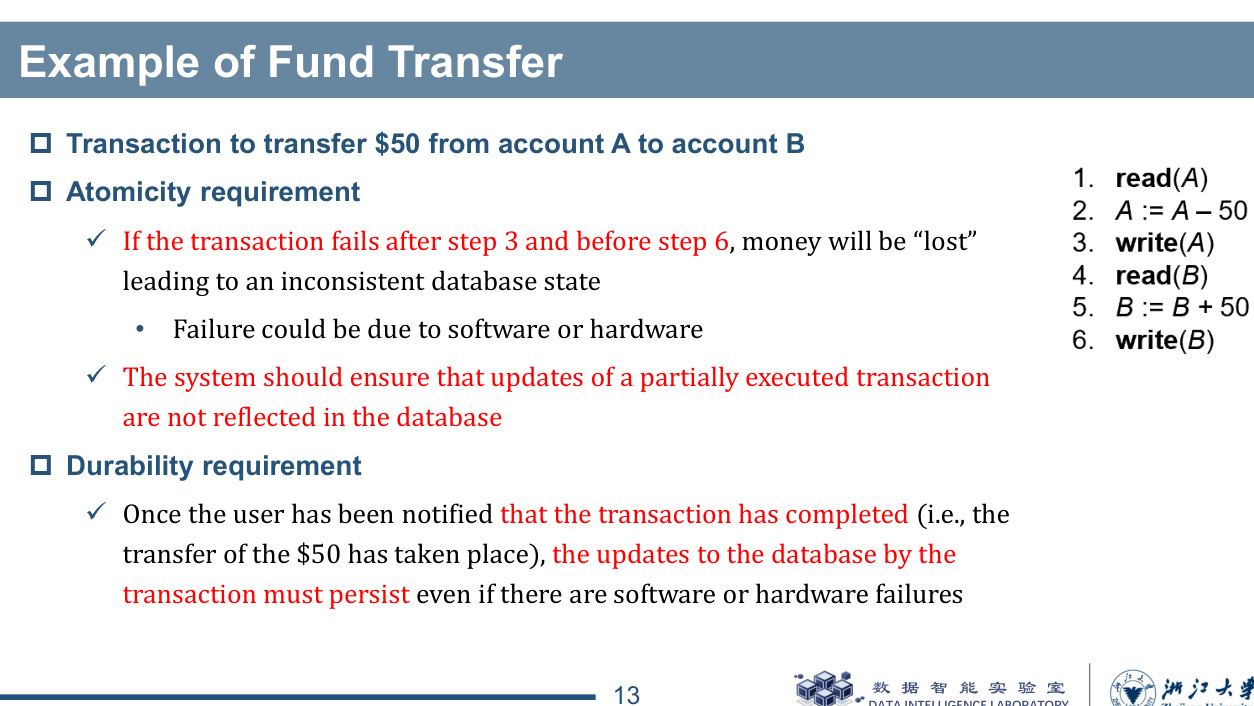 Example of Fund Transfer
Transaction to transfer $50 from account A to account B
Atomicity requirement
If the transaction fails after step 3 and before step 6, money will be “lost”
leading to an inconsistent database state
Failure could be due to software or hardware
The system should ensure that updates of a partially executed transaction
are not reflected in the database
Durability requirement
Once the user has been notified that the transaction has completed (i.e., the
transfer of the $50 has taken place), the updates to the database by the
transaction must persist even if there are software or hardware failures
1. read(A)
2. A := A – 50
3. write(A)
4. read(B)
5. B := B + 50
6. write(B)
13
数据智能实验室
DATA INTELLIGENCE LABORATORY
浙江大学